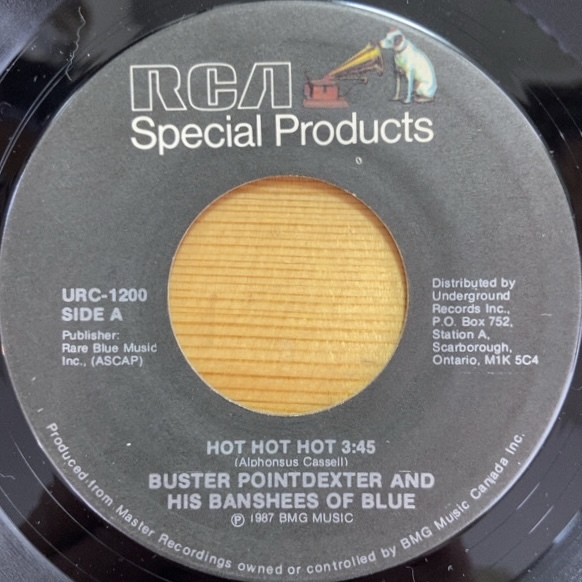 RCA
Special Products
URC-1200
SIDE A
Publisher:
Rare Blue Music
Inc., (ASCAP)
Distributed by
Underground
Records Inc.,
P.O. Box 752,
Station A,
Scarborough,
Ontario, M1K 5C4
HOT HOT HOT 3:45
(Alphonsus Cassell)
BUSTER POINTDEXTER AND
HIS BANSHEES OF BLUE
℗ 1987 BMG MUSIC
Produced from Master Recordings owned or controlled by BMG Music Canada Inc.